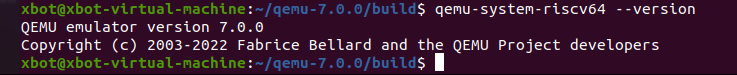 xbot@xbot-virtual-machine:~/qemu-7.0.0/build$ qemu-system-riscv64 --version
QEMU emulator version 7.0.0
Copyright (c) 2003-2022 Fabrice Bellard and the QEMU Project developers
xbot@xbot-virtual-machine:~/qemu-7.0.0/build$